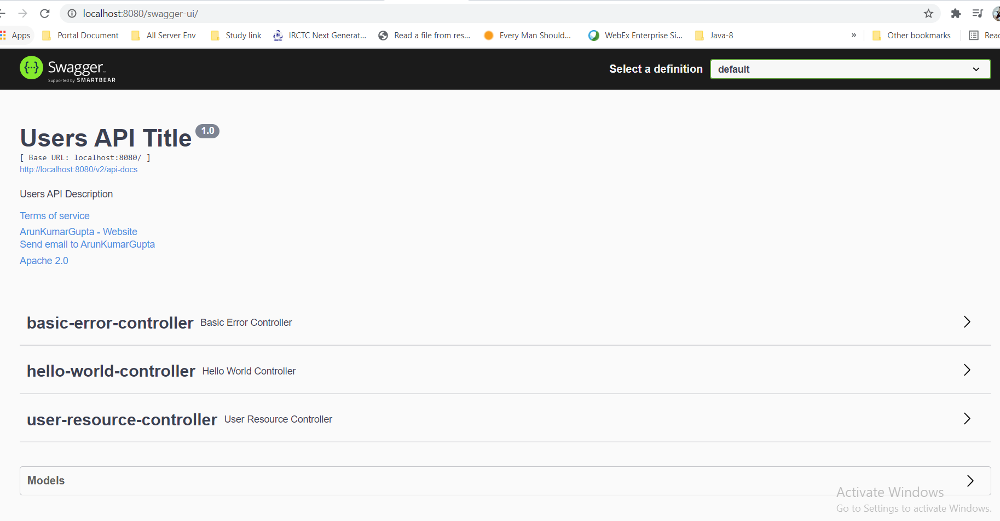 localhost:8080/swagger-ui/
Apps Portal Document All Server Env Study link IRCTC Next Generat... Read a file from res... Every Man Should... WebEx Enterprise Si... Java-8 » Other bookmarks Read
{...} Swagger™ Select a definition default
Supported by SMARTBEAR
Users API Title 1.0
[ Base URL: localhost:8080/ ]
http://localhost:8080/v2/api-docs
Users API Description
Terms of service
ArunKumarGupta - Website
Send email to ArunKumarGupta
Apache 2.0
basic-error-controller Basic Error Controller
hello-world-controller Hello World Controller
user-resource-controller User Resource Controller
Models
Activate Windows
Go to Settings to activate Windows.